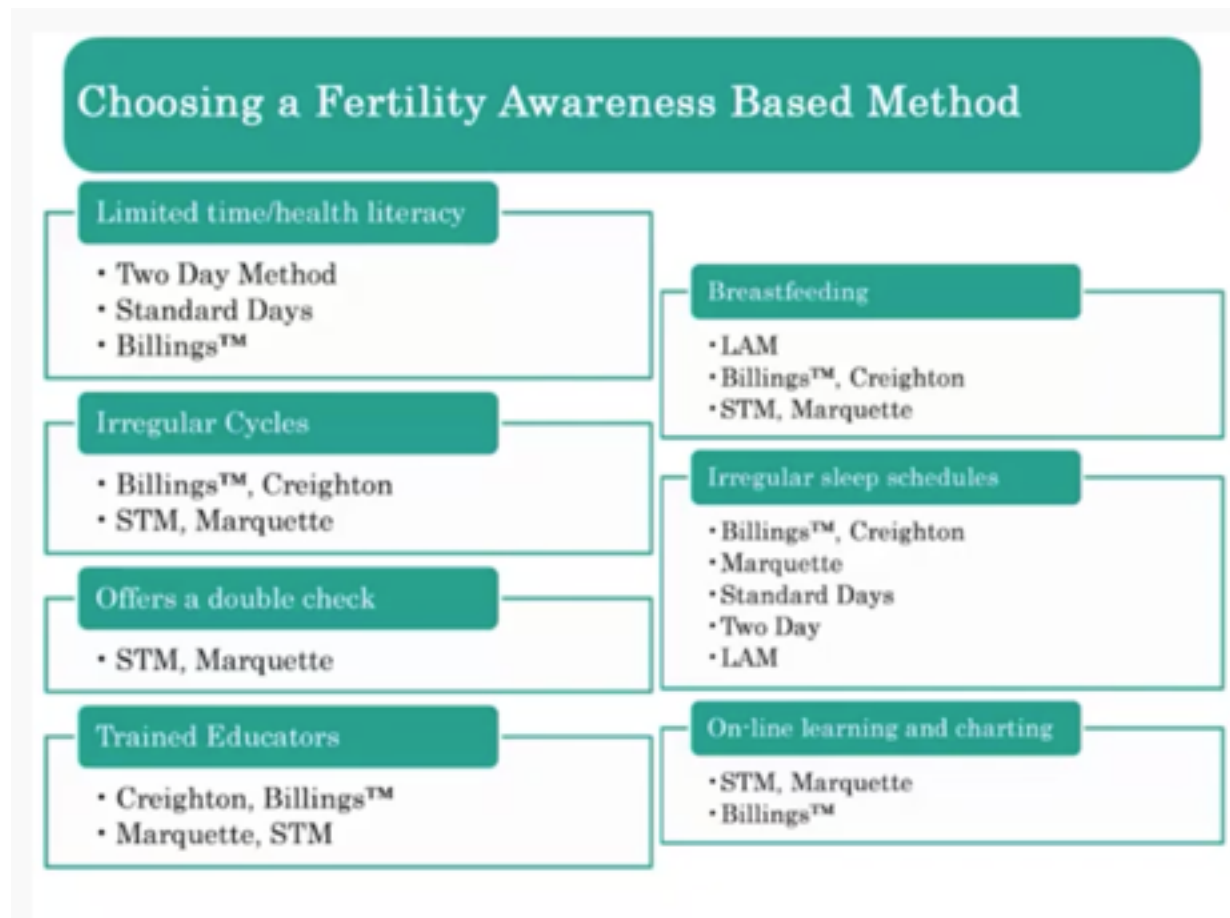 Choosing a Fertility Awareness Based Method
Limited time/health literacy
• Two Day Method
• Standard Days
• Billings™
Irregular Cycles
• Billings™, Creighton
• STM, Marquette
Offers a double check
• STM, Marquette
Trained Educators
• Creighton, Billings™
• Marquette, STM
Breastfeeding
•LAM
•Billings™, Creighton
•STM, Marquette
Irregular sleep schedules
•Billings™, Creighton
•Marquette
•Standard Days
•Two Day
•LAM
On-line learning and charting
•STM, Marquette
•Billings™